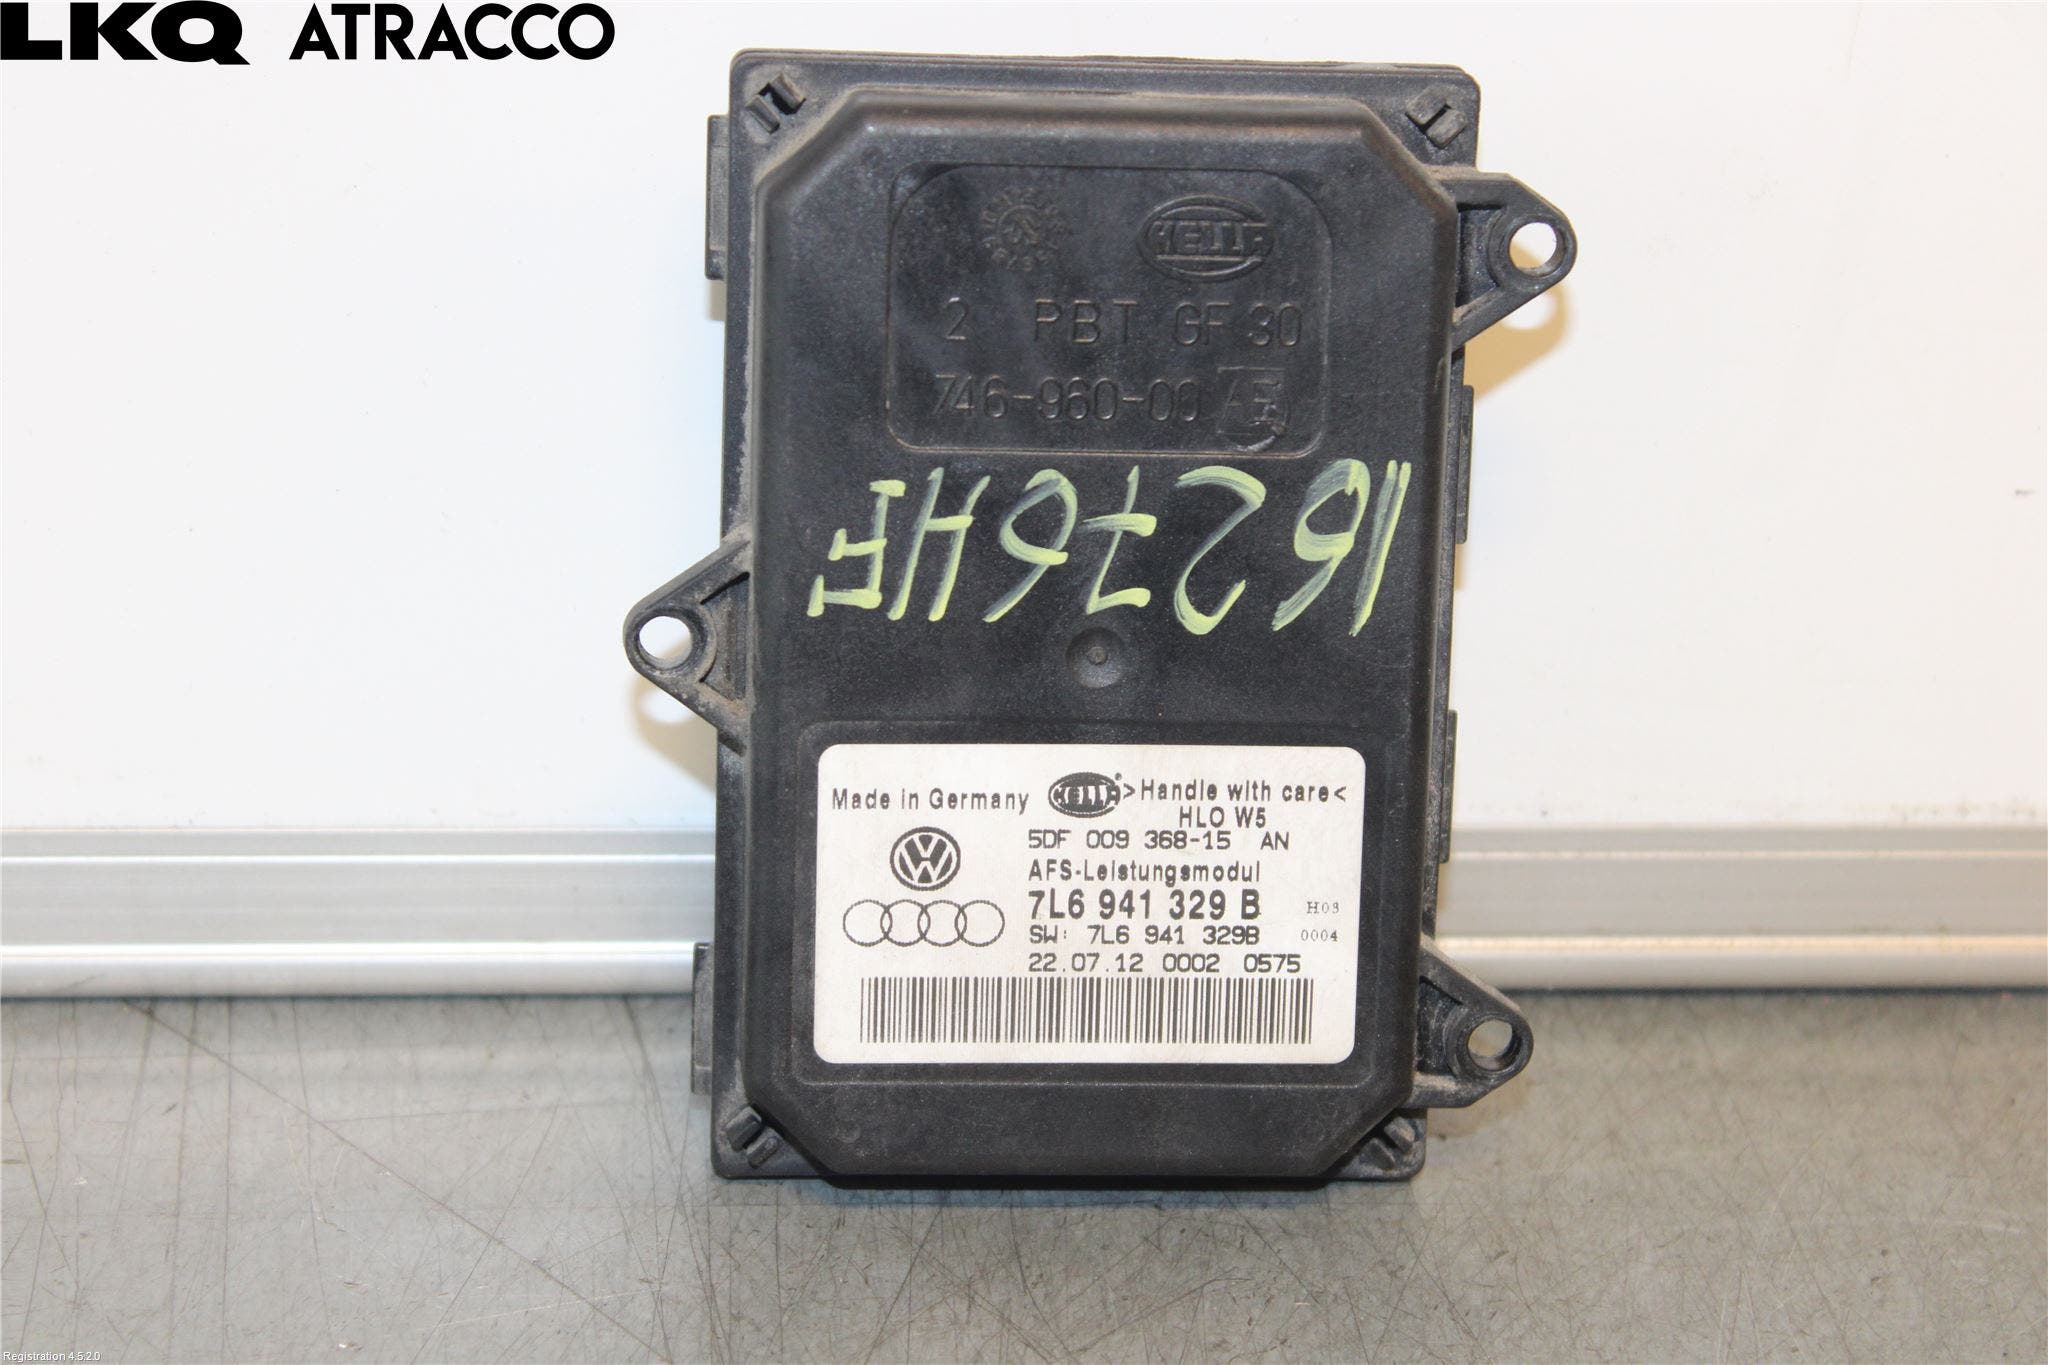 LKQ ATRACCO
HELLA
2 PBT GF 30
746-960-00
16276HF
Made in Germany HELLA® >Handle with care<
HLO W5
5DF 009 368-15 AN
AFS-Leistungsmodul
7L6 941 329 B H03
SW: 7L6 941 329B 0004
22.07.12 0002 0575
Registration 4.5.2.0